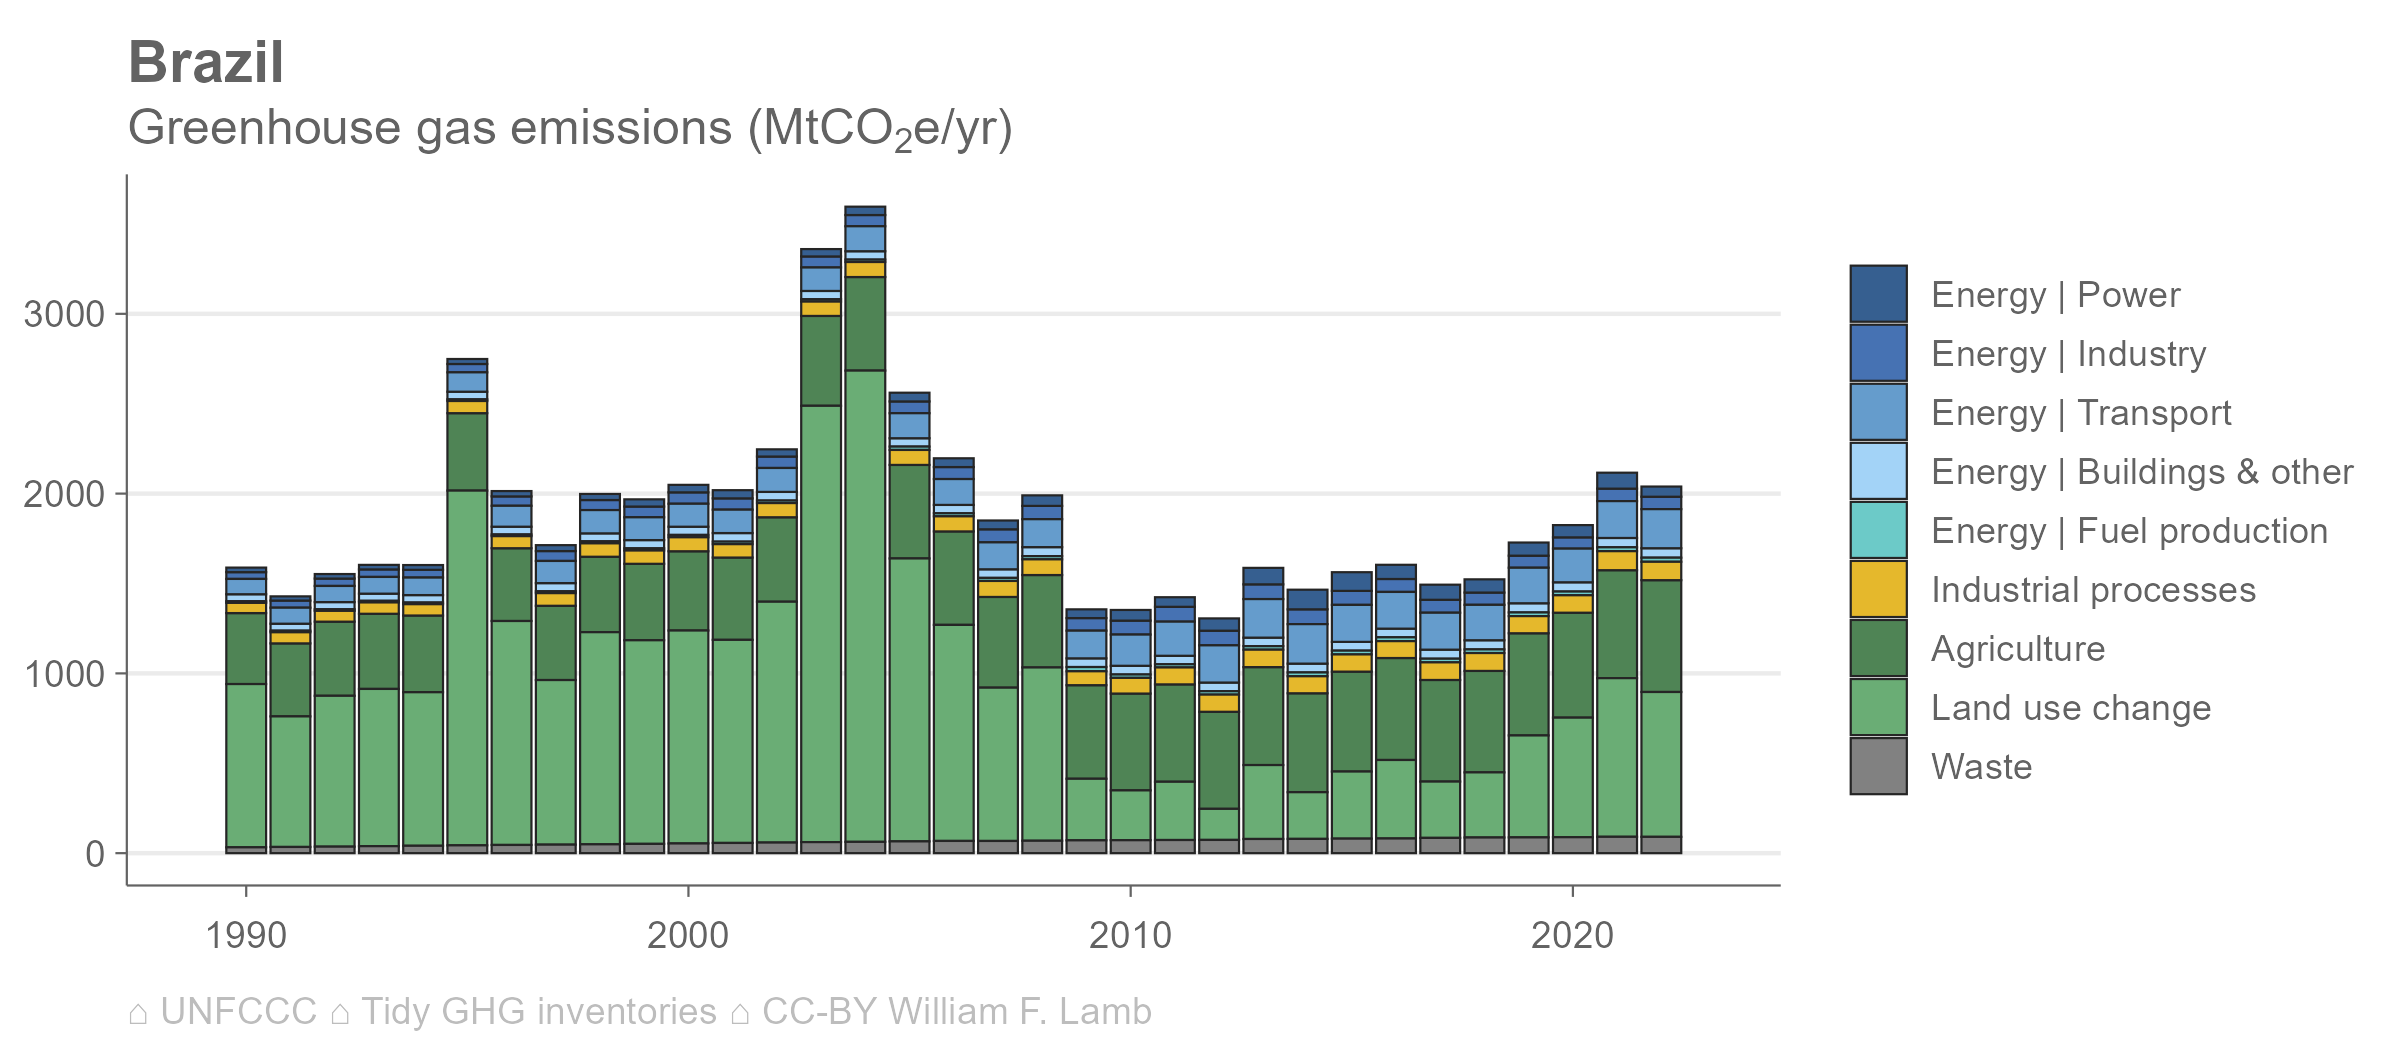 Brazil
Greenhouse gas emissions (MtCO₂e/yr)
3000
2000
1000
0
1990 2000 2010 2020
Energy | Power
Energy | Industry
Energy | Transport
Energy | Buildings & other
Energy | Fuel production
Industrial processes
Agriculture
Land use change
Waste
⌂ UNFCCC ⌂ Tidy GHG inventories ⌂ CC-BY William F. Lamb